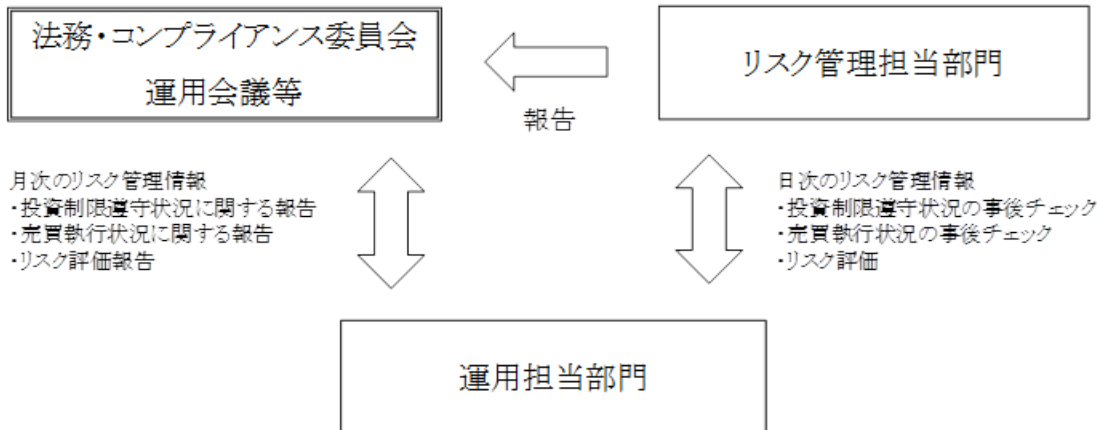 法務・コンプライアンス委員会
運用会議等
リスク管理担当部門
報告
月次のリスク管理情報
・投資制限遵守状況に関する報告
・売買執行状況に関する報告
・リスク評価報告
日次のリスク管理情報
・投資制限遵守状況の事後チェック
・売買執行状況の事後チェック
・リスク評価
運用担当部門